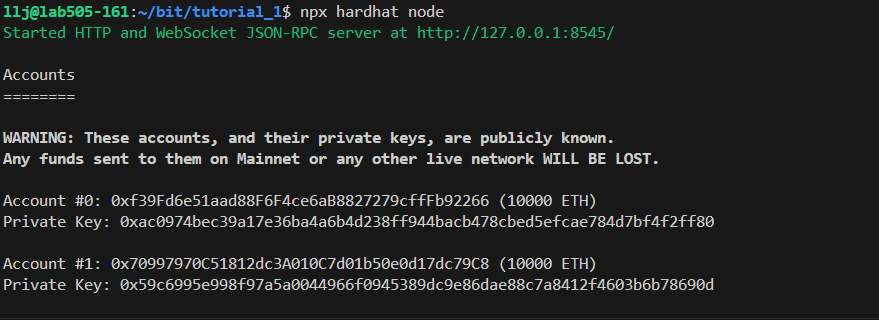 llj@lab505-161:~/bit/tutorial_1$ npx hardhat node
Started HTTP and WebSocket JSON-RPC server at http://127.0.0.1:8545/
Accounts
========
WARNING: These accounts, and their private keys, are publicly known.
Any funds sent to them on Mainnet or any other live network WILL BE LOST.
Account #0: 0xf39Fd6e51aad88F6F4ce6aB8827279cffFb92266 (10000 ETH)
Private Key: 0xac0974bec39a17e36ba4a6b4d238ff944bacb478cbed5efcae784d7bf4f2ff80
Account #1: 0x70997970C51812dc3A010C7d01b50e0d17dc79C8 (10000 ETH)
Private Key: 0x59c6995e998f97a5a0044966f0945389dc9e86dae88c7a8412f4603b6b78690d